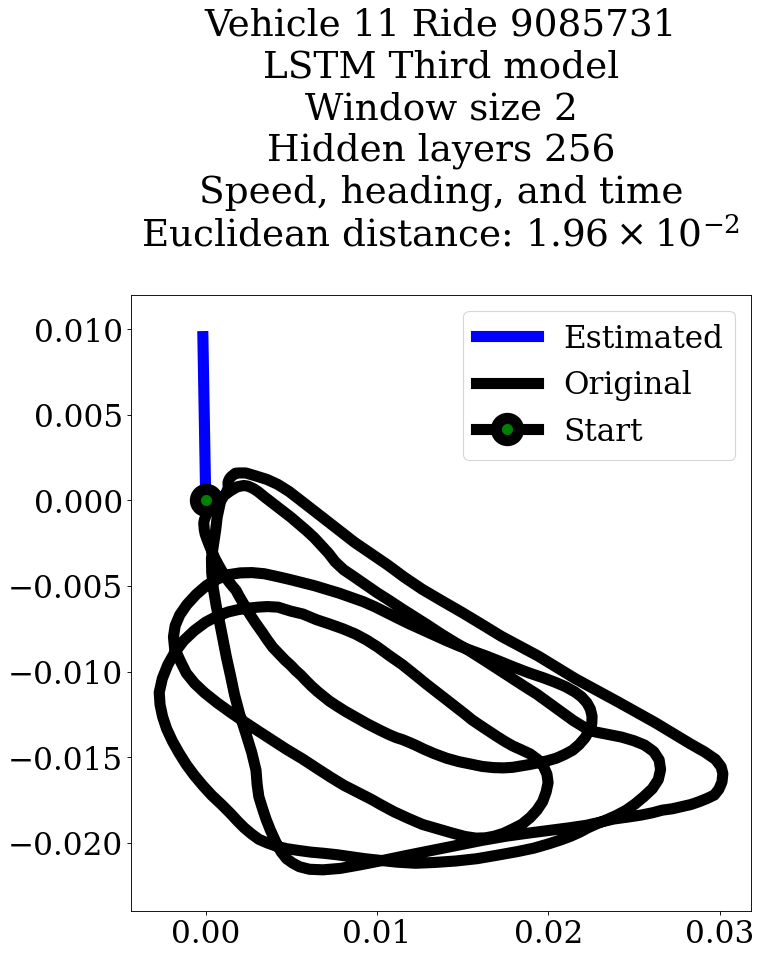 Vehicle 11 Ride 9085731
LSTM Third model
Window size 2
Hidden layers 256
Speed, heading, and time
Euclidean distance: 1.96 × 10⁻²
Estimated
Original
Start
0.010
0.005
0.000
−0.005
−0.010
−0.015
−0.020
0.00 0.01 0.02 0.03